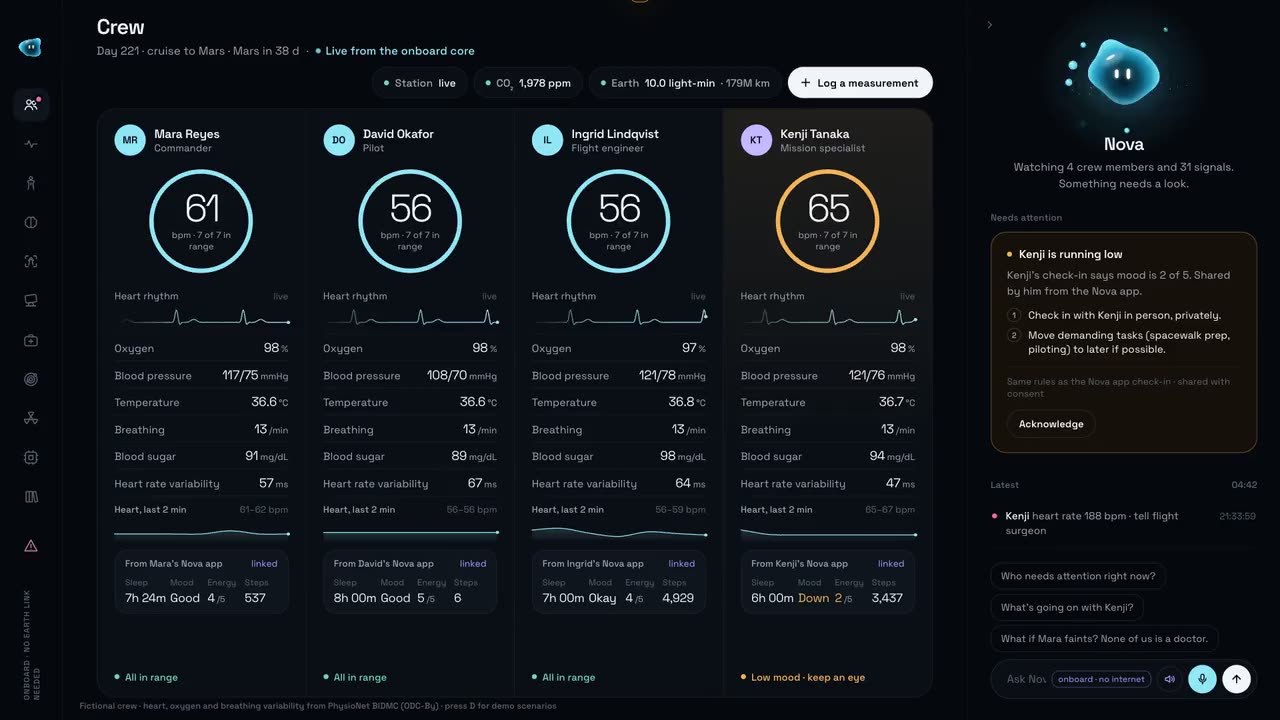 Crew
Day 221 · cruise to Mars · Mars in 38 d · Live from the onboard core
Station live
CO₂ 1,978 ppm
Earth 10.0 light-min · 179M km
+ Log a measurement
MR
Mara Reyes
Commander
61
bpm · 7 of 7 in
range
Heart rhythm live
Oxygen 98 %
Blood pressure 117/75 mmHg
Temperature 36.6 °C
Breathing 13 /min
Blood sugar 91 mg/dL
Heart rate variability 57 ms
Heart, last 2 min 61–62 bpm
From Mara's Nova app linked
Sleep Mood Energy Steps
7h 24m Good 4 /5 537
All in range
DO
David Okafor
Pilot
56
bpm · 7 of 7 in
range
Heart rhythm live
Oxygen 98 %
Blood pressure 108/70 mmHg
Temperature 36.6 °C
Breathing 13 /min
Blood sugar 89 mg/dL
Heart rate variability 67 ms
Heart, last 2 min 56–56 bpm
From David's Nova app linked
Sleep Mood Energy Steps
8h 00m Good 5 /5 6
All in range
IL
Ingrid Lindqvist
Flight engineer
56
bpm · 7 of 7 in
range
Heart rhythm live
Oxygen 97 %
Blood pressure 121/78 mmHg
Temperature 36.8 °C
Breathing 13 /min
Blood sugar 98 mg/dL
Heart rate variability 64 ms
Heart, last 2 min 56–59 bpm
From Ingrid's Nova app linked
Sleep Mood Energy Steps
7h 00m Okay 4 /5 4,929
All in range
KT
Kenji Tanaka
Mission specialist
65
bpm · 7 of 7 in
range
Heart rhythm live
Oxygen 98 %
Blood pressure 121/76 mmHg
Temperature 36.7 °C
Breathing 13 /min
Blood sugar 94 mg/dL
Heart rate variability 47 ms
Heart, last 2 min 65–67 bpm
From Kenji's Nova app linked
Sleep Mood Energy Steps
6h 00m Down 2 /5 3,437
Low mood · keep an eye
Fictional crew · heart, oxygen and breathing variability from PhysioNet BIDMC (ODC-By) · press D for demo scenarios
ONBOARD · NO EARTH LINK
NEEDED
Nova
Watching 4 crew members and 31 signals.
Something needs a look.
Needs attention
Kenji is running low
Kenji's check-in says mood is 2 of 5. Shared
by him from the Nova app.
1 Check in with Kenji in person, privately.
2 Move demanding tasks (spacewalk prep,
piloting) to later if possible.
Same rules as the Nova app check-in · shared with
consent
Acknowledge
Latest 04:42
Kenji heart rate 188 bpm · tell flight 21:33:59
surgeon
Who needs attention right now?
What's going on with Kenji?
What if Mara faints? None of us is a doctor.
Ask onboard · no internet